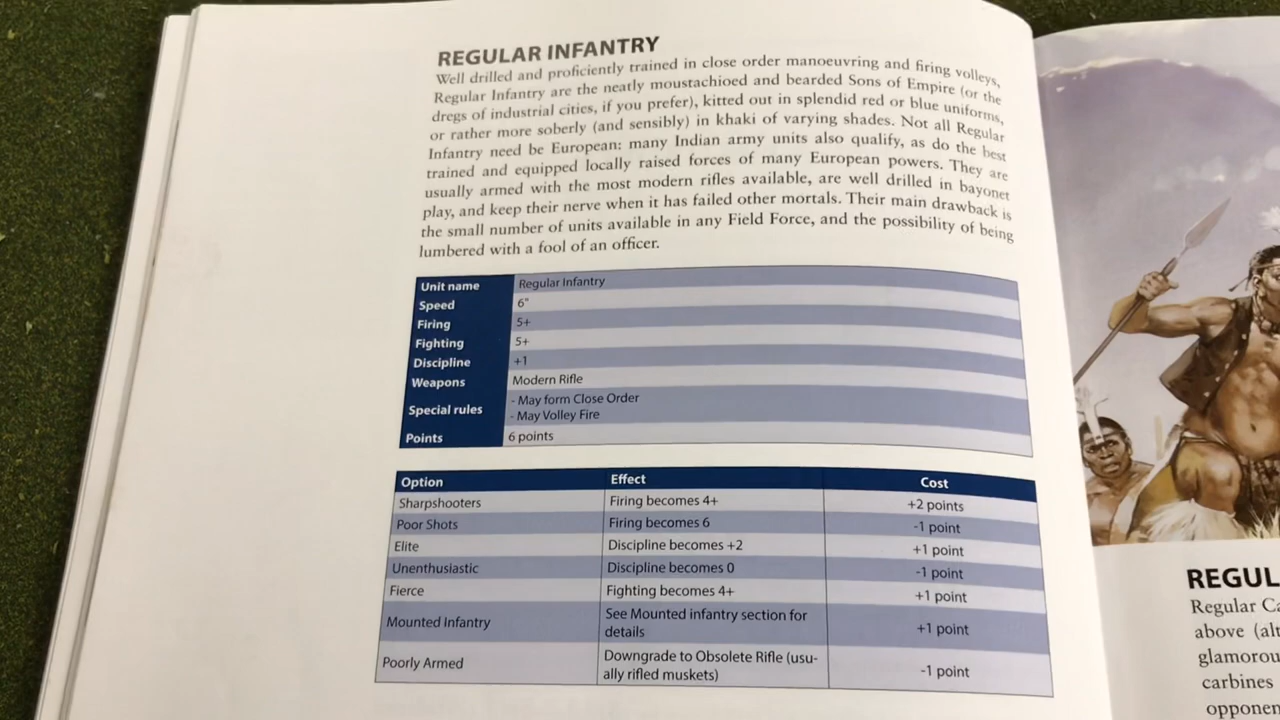 REGULAR INFANTRY
Well drilled and proficiently trained in close order manoeuvring and firing volleys,
Regular Infantry are the neatly moustachioed and bearded Sons of Empire (or the
dregs of industrial cities, if you prefer), kitted out in splendid red or blue uniforms,
or rather more soberly (and sensibly) in khaki of varying shades. Not all Regular
Infantry need be European: many Indian army units also qualify, as do the best
trained and equipped locally raised forces of many European powers. They are
usually armed with the most modern rifles available, are well drilled in bayonet
play, and keep their nerve when it has failed other mortals. Their main drawback is
the small number of units available in any Field Force, and the possibility of being
lumbered with a fool of an officer.
Unit name Regular Infantry
Speed 6"
Firing 5+
Fighting 5+
Discipline +1
Weapons Modern Rifle
Special rules - May form Close Order
- May Volley Fire
Points 6 points
Option Effect Cost
Sharpshooters Firing becomes 4+ +2 points
Poor Shots Firing becomes 6 -1 point
Elite Discipline becomes +2 +1 point
Unenthusiastic Discipline becomes 0 -1 point
Fierce Fighting becomes 4+ +1 point
Mounted Infantry See Mounted infantry section for
details +1 point
Poorly Armed Downgrade to Obsolete Rifle (usu-
ally rifled muskets) -1 point
REGUL
Regular Ca
above (alt
glamorou
carbines
opponen